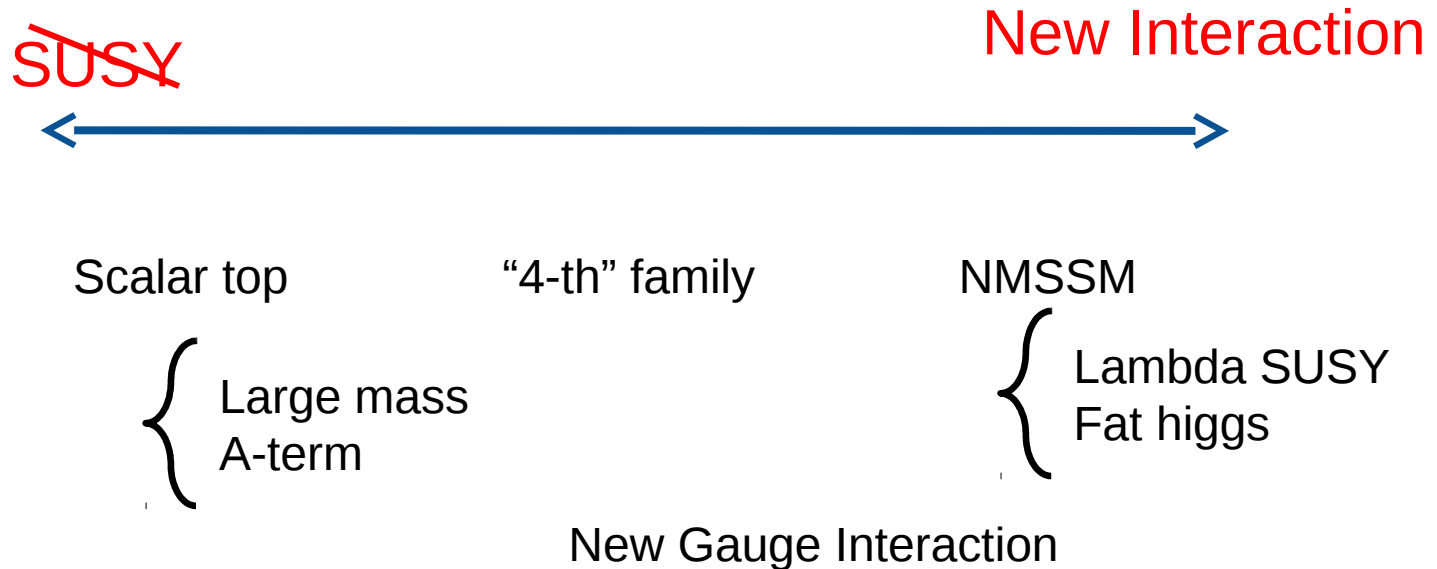 SUSY
New Interaction
Scalar top
“4-th” family
NMSSM
Large mass
A-term
Lambda SUSY
Fat higgs
New Gauge Interaction